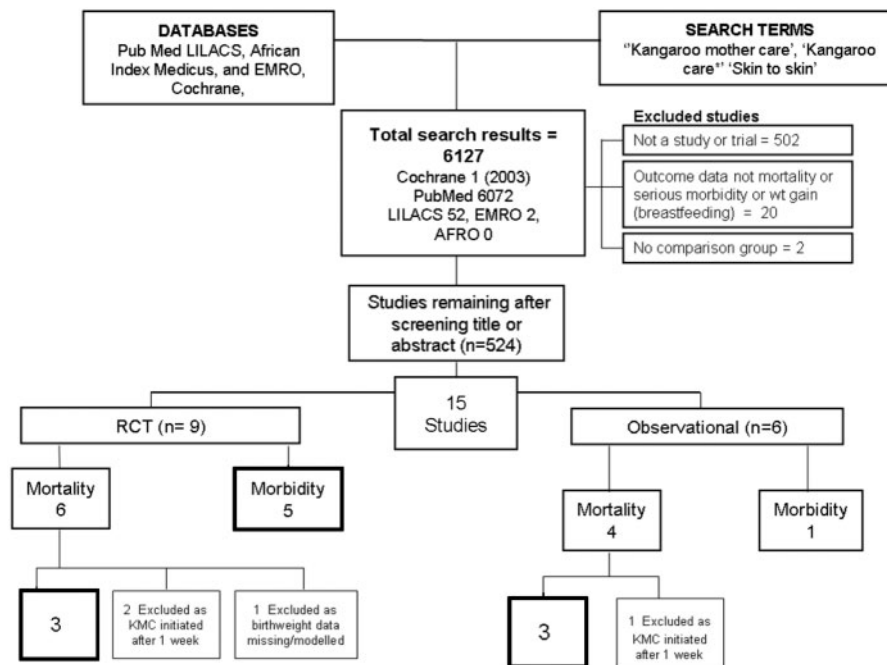 DATABASES
Pub Med LILACS, African
Index Medicus, and EMRO,
Cochrane,
SEARCH TERMS
‘'Kangaroo mother care’, ‘Kangaroo
care*’ ‘Skin to skin’
Total search results =
6127
Cochrane 1 (2003)
PubMed 6072
LILACS 52, EMRO 2,
AFRO 0
Excluded studies
Not a study or trial = 502
Outcome data not mortality or
serious morbidity or wt gain
(breastfeeding) = 20
No comparison group = 2
Studies remaining after
screening title or
abstract (n=524)
15
Studies
RCT (n= 9)
Observational (n=6)
Mortality
6
Morbidity
5
Mortality
4
Morbidity
1
3
2 Excluded as
KMC initiated
after 1 week
1 Excluded as
birthweight data
missing/modelled
3
1 Excluded as
KMC initiated
after 1 week